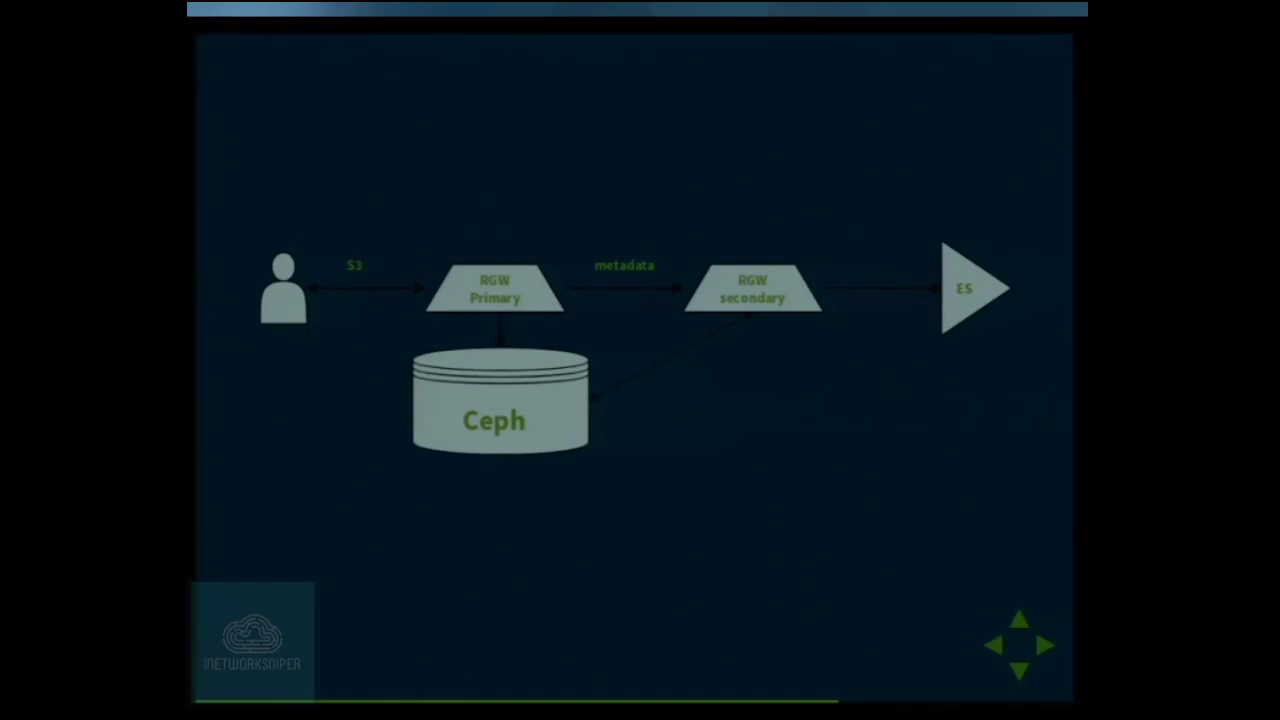 S3
RGW
Primary
metadata
RGW
secondary
ES
Ceph
INETWORKSNIPER